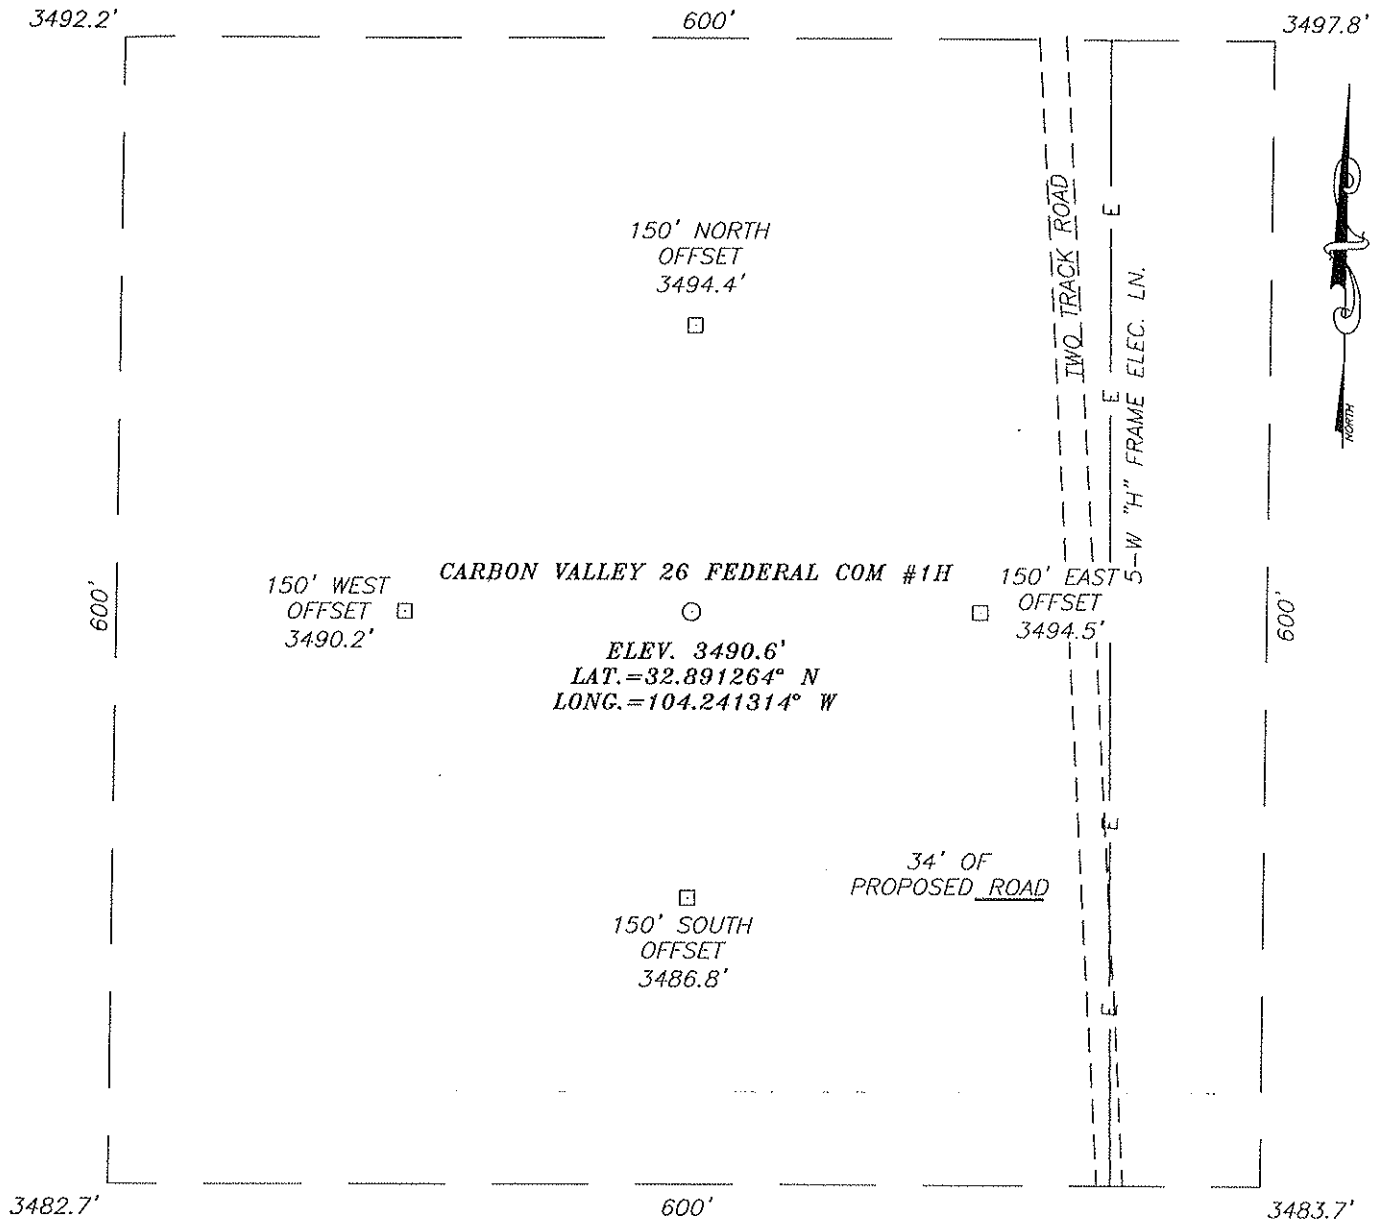 3492.2'
600'
3497.8'
150' NORTH
OFFSET
3494.4'
TWO TRACK ROAD
E
5-W "H" FRAME ELEC. LN.
E
NORTH
600'
150' WEST
OFFSET
3490.2'
CARBON VALLEY 26 FEDERAL COM #1H
ELEV. 3490.6'
LAT.=32.891264° N
LONG.=104.241314° W
150' EAST
OFFSET
3494.5'
600'
E
34' OF
PROPOSED ROAD
150' SOUTH
OFFSET
3486.8'
E
3482.7'
600'
3483.7'